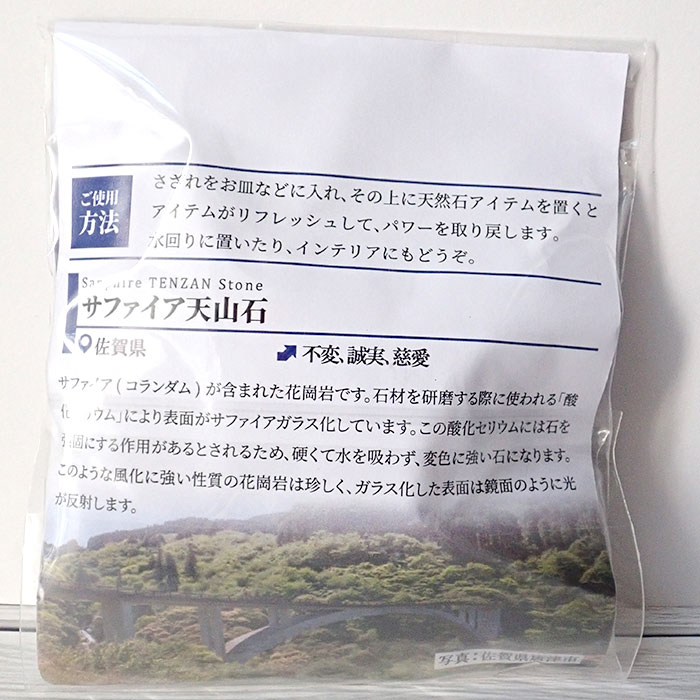 ご使用
方法
さざれをお皿などに入れ、その上に天然石アイテムを置くと
アイテムがリフレッシュして、パワーを取り戻します。
水回りに置いたり、インテリアにもどうぞ。
Sapphire TENZAN Stone
サファイア天山石
佐賀県
不変、誠実、慈愛
サファイア(コランダム)が含まれた花崗岩です。石材を研磨する際に使われる「酸
化セリウム」により表面がサファイアガラス化しています。この酸化セリウムには石を
強固にする作用があるとされるため、硬くて水を吸わず、変色に強い石になります。
このような風化に強い性質の花崗岩は珍しく、ガラス化した表面は鏡面のように光
が反射します。
写真:佐賀県唐津市